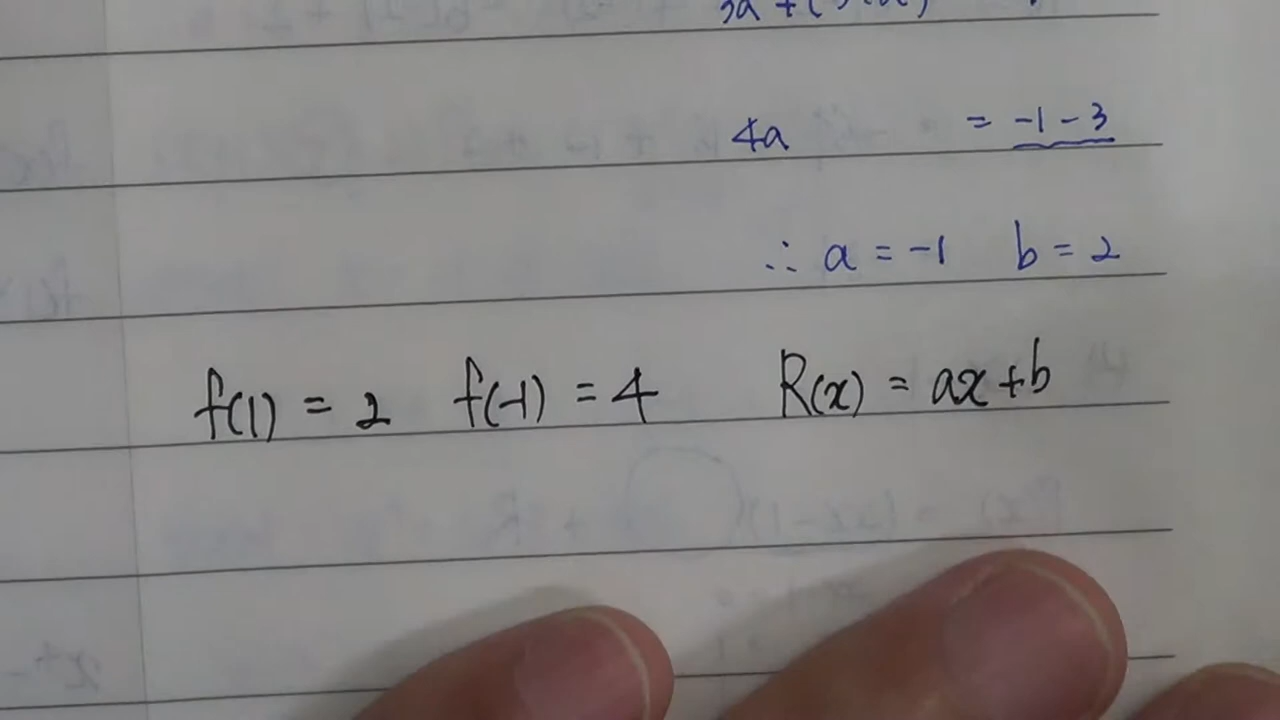 4a = -1 - 3
∴ a = -1 b = 2
f(1) = 2 f(-1) = 4 R(x) = ax + b